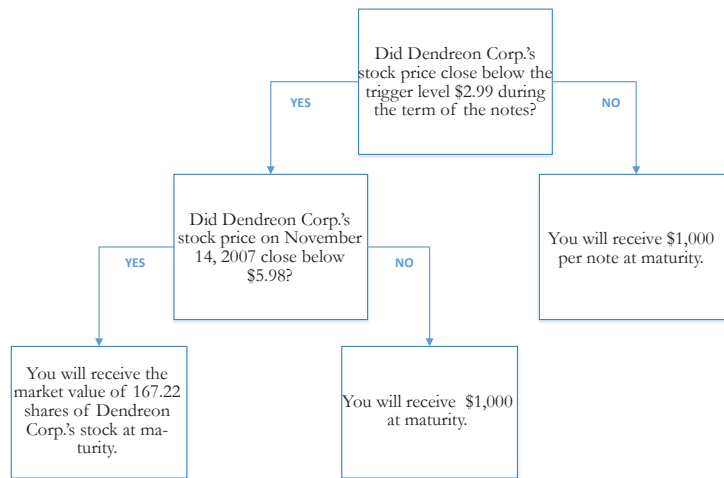 Did Dendreon Corp.'s
stock price close below the
trigger level $2.99 during
the term of the notes?
YES
NO
Did Dendreon Corp.'s
stock price on November
14, 2007 close below
$5.98?
You will receive $1,000
per note at maturity.
YES
NO
You will receive the
market value of 167.22
shares of Dendreon
Corp.'s stock at ma-
turity.
You will receive $1,000
at maturity.